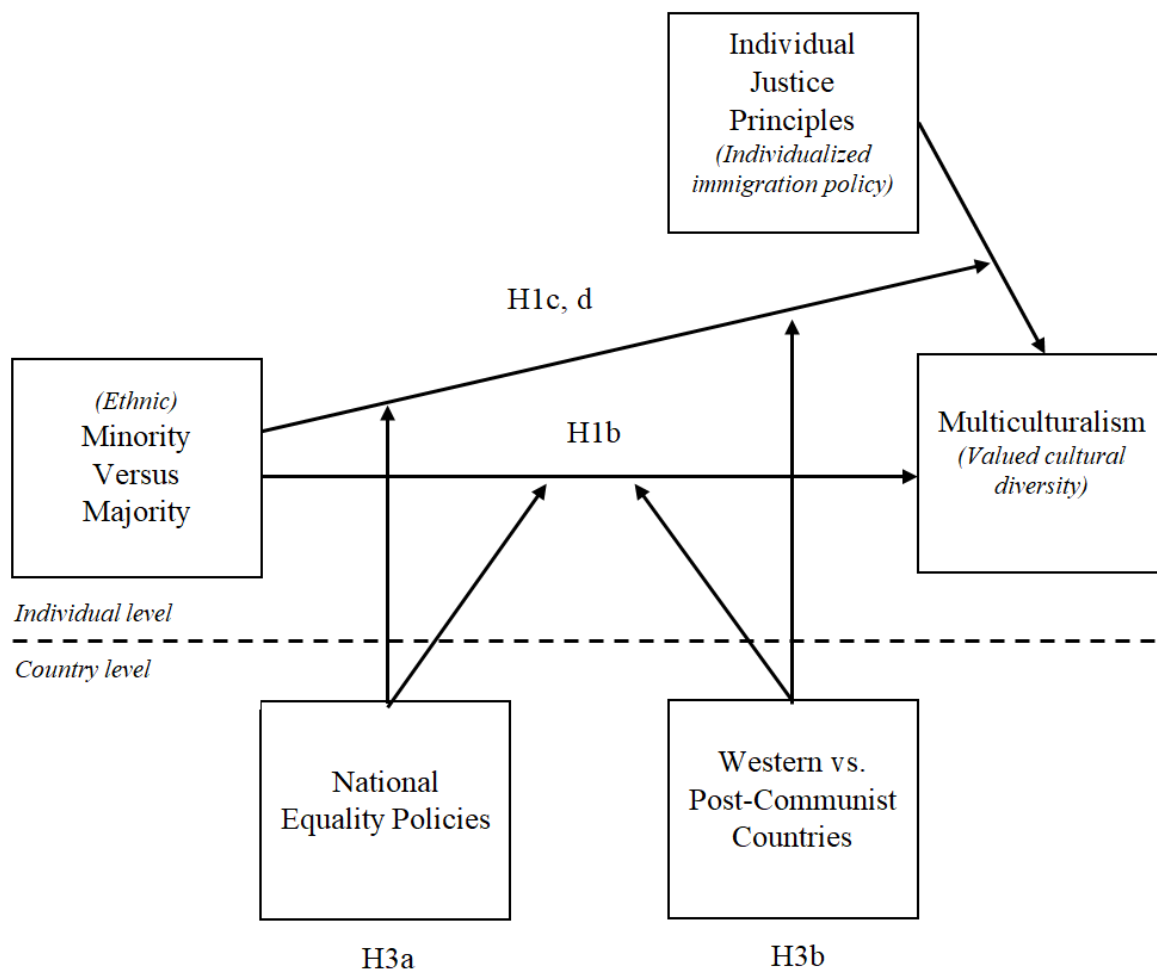 Individual
Justice
Principles
(Individualized
immigration policy)
H1c, d
(Ethnic)
Minority
Versus
Majority
H1b
Multiculturalism
(Valued cultural
diversity)
Individual level
Country level
National
Equality Policies
Western vs.
Post-Communist
Countries
H3a
H3b